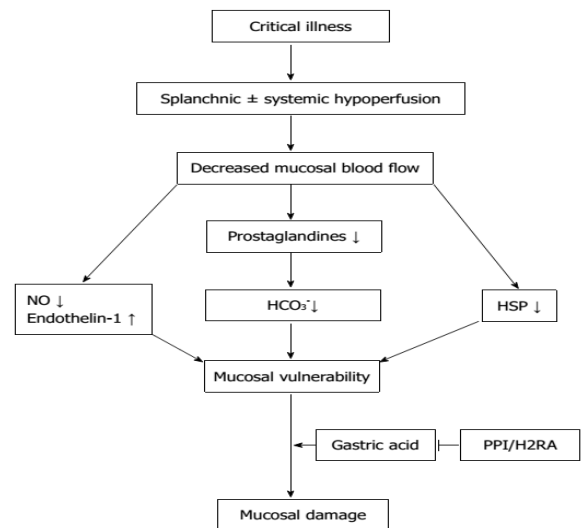 Critical illness
Splanchnic ± systemic hypoperfusion
Decreased mucosal blood flow
Prostaglandines ↓
NO ↓
Endothelin-1 ↑
HCO₃⁻↓
HSP ↓
Mucosal vulnerability
Gastric acid
PPI/H2RA
Mucosal damage